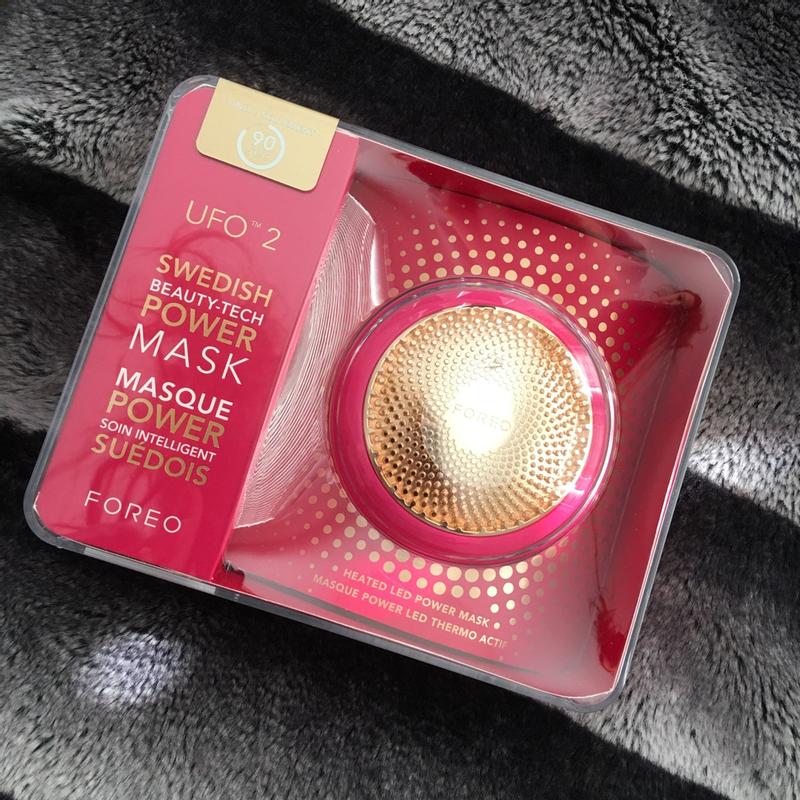 90
UFO™ 2
SWEDISH
BEAUTY-TECH
POWER
MASK
MASQUE
POWER
SOIN INTELLIGENT
SUÉDOIS
FOREO
FOREO
HEATED LED POWER MASK
MASQUE POWER LED THERMO ACTIF